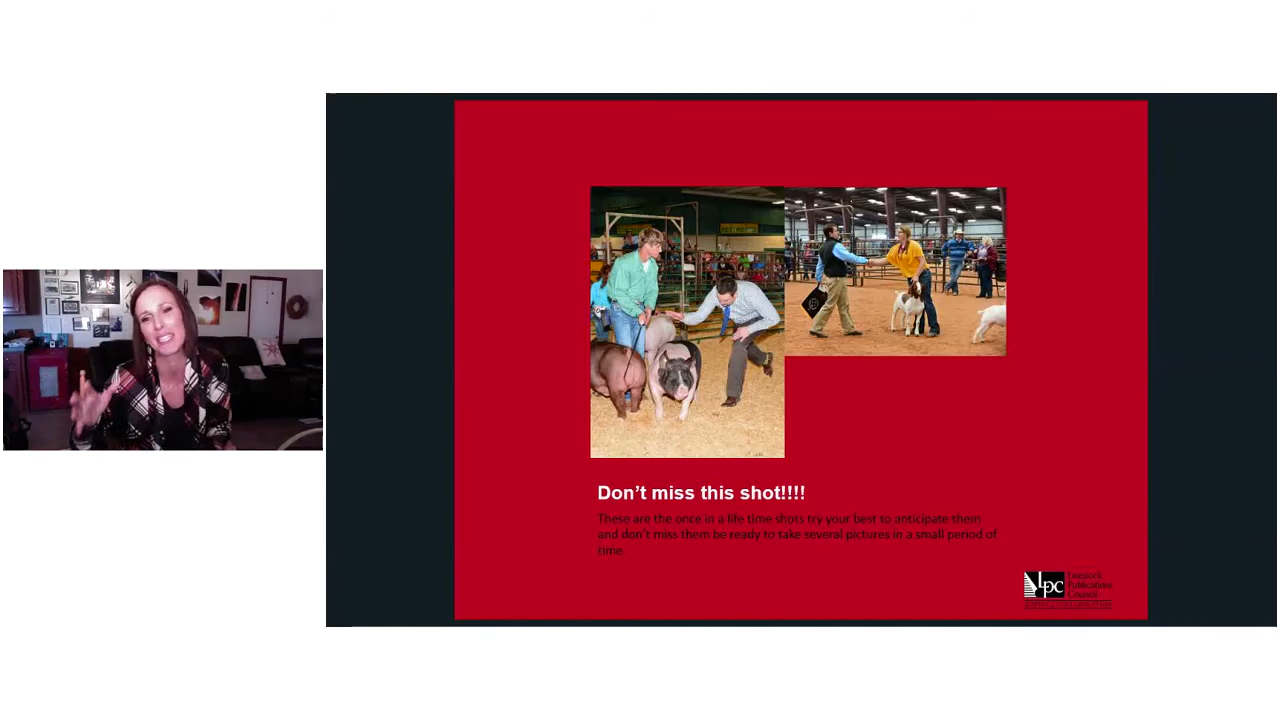 Don't miss this shot!!!!
These are the once in a life time shots try your best to anticipate them
and don't miss them be ready to take several pictures in a small period of
time.
lpc
Livestock
Publications
Council